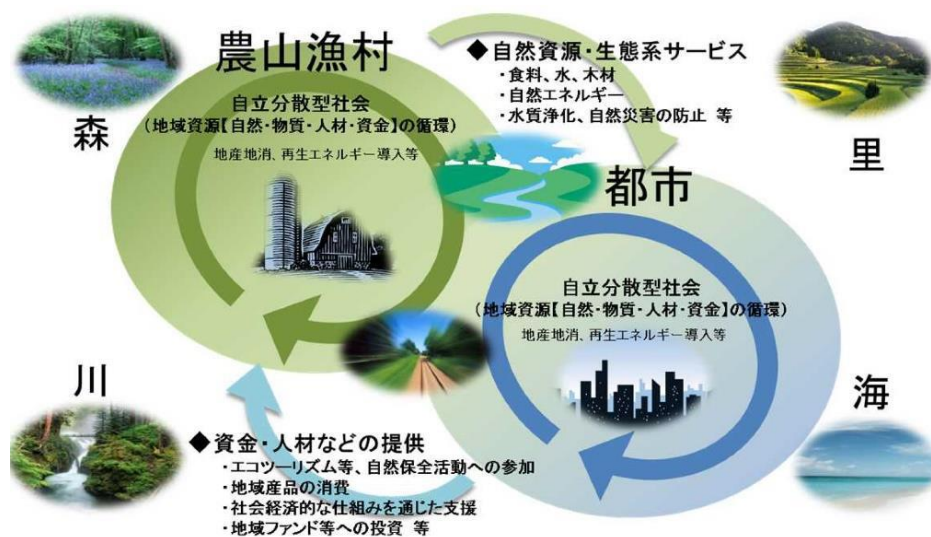 農山漁村
自立分散型社会
（地域資源【自然・物質・人材・資金】の循環）
地産地消、再生エネルギー導入等
◆自然資源・生態系サービス
・食料、水、木材
・自然エネルギー
・水質浄化、自然災害の防止 等
森
里
都市
自立分散型社会
（地域資源【自然・物質・人材・資金】の循環）
地産地消、再生エネルギー導入等
川
海
◆資金・人材などの提供
・エコツーリズム等、自然保全活動への参加
・地域産品の消費
・社会経済的な仕組みを通じた支援
・地域ファンド等への投資 等